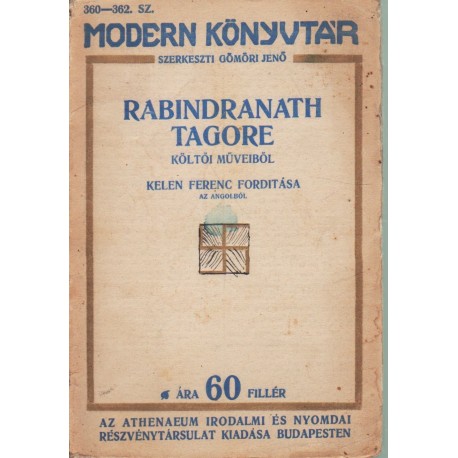 360—362. SZ.
MODERN KÖNYVTÁR
SZERKESZTI GÖMÖRI JENŐ
RABINDRANATH
TAGORE
KÖLTŐI MŰVEIBŐL
KELEN FERENC FORDITÁSA
AZ ANGOLBÓL
ÁRA 60 FILLÉR
AZ ATHENAEUM IRODALMI ÉS NYOMDAI
RÉSZVÉNYTÁRSULAT KIADÁSA BUDAPESTEN